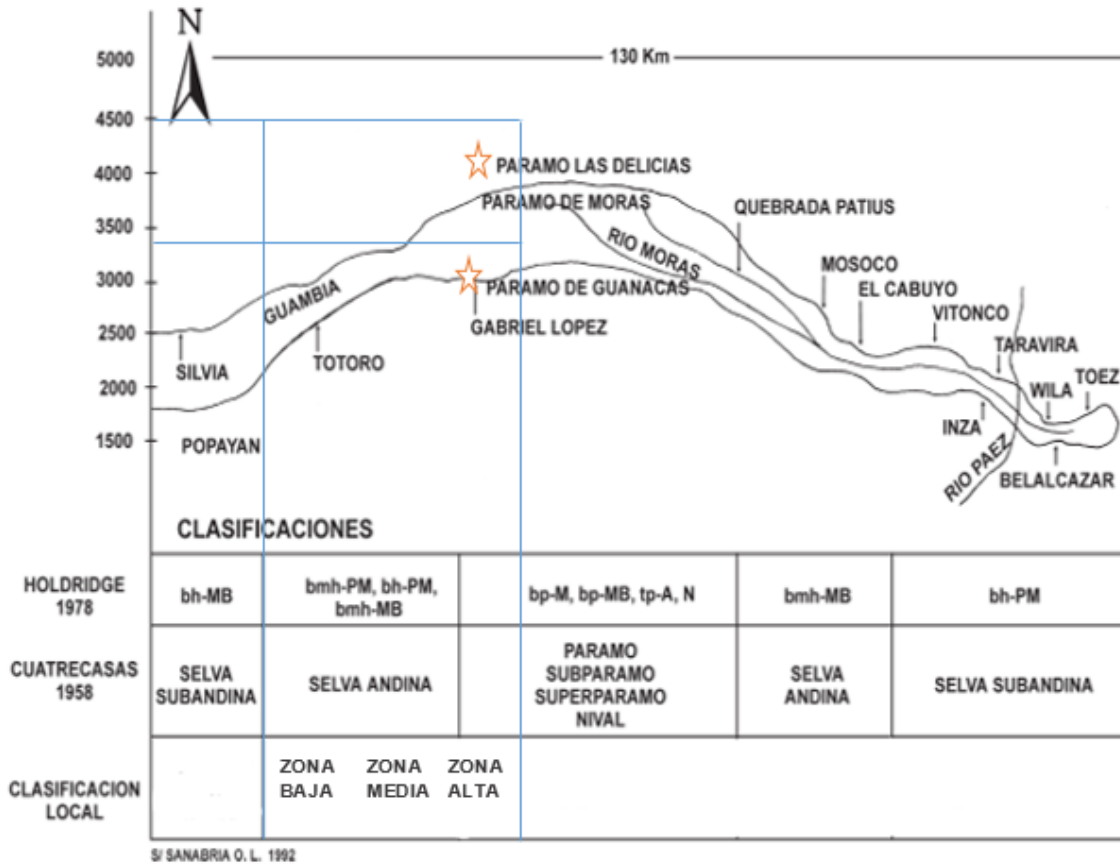 N
5000
130 Km
4500
4000
PARAMO LAS DELICIAS
3500
PARAMO DE MORAS
QUEBRADA PATIUS
RIO MORAS
3000
GUAMBIA
PARAMO DE GUANACAS
MOSOCO
EL CABUYO
2500
GABRIEL LOPEZ
VITONCO
SILVIA
TOTORO
TARAVIRA
2000
WILA
TOEZ
1500
POPAYAN
INZA
RIO PAEZ
BELALCAZAR
CLASIFICACIONES
HOLDRIDGE
1978
bh-MB
bmh-PM, bh-PM,
bmh-MB
bp-M, bp-MB, tp-A, N
bmh-MB
bh-PM
CUATRECASAS
1958
SELVA
SUBANDINA
SELVA ANDINA
PARAMO
SUBPARAMO
SUPERPARAMO
NIVAL
SELVA
ANDINA
SELVA SUBANDINA
CLASIFICACION
LOCAL
ZONA
BAJA
ZONA
MEDIA
ZONA
ALTA
S/ SANABRIA O. L. 1992